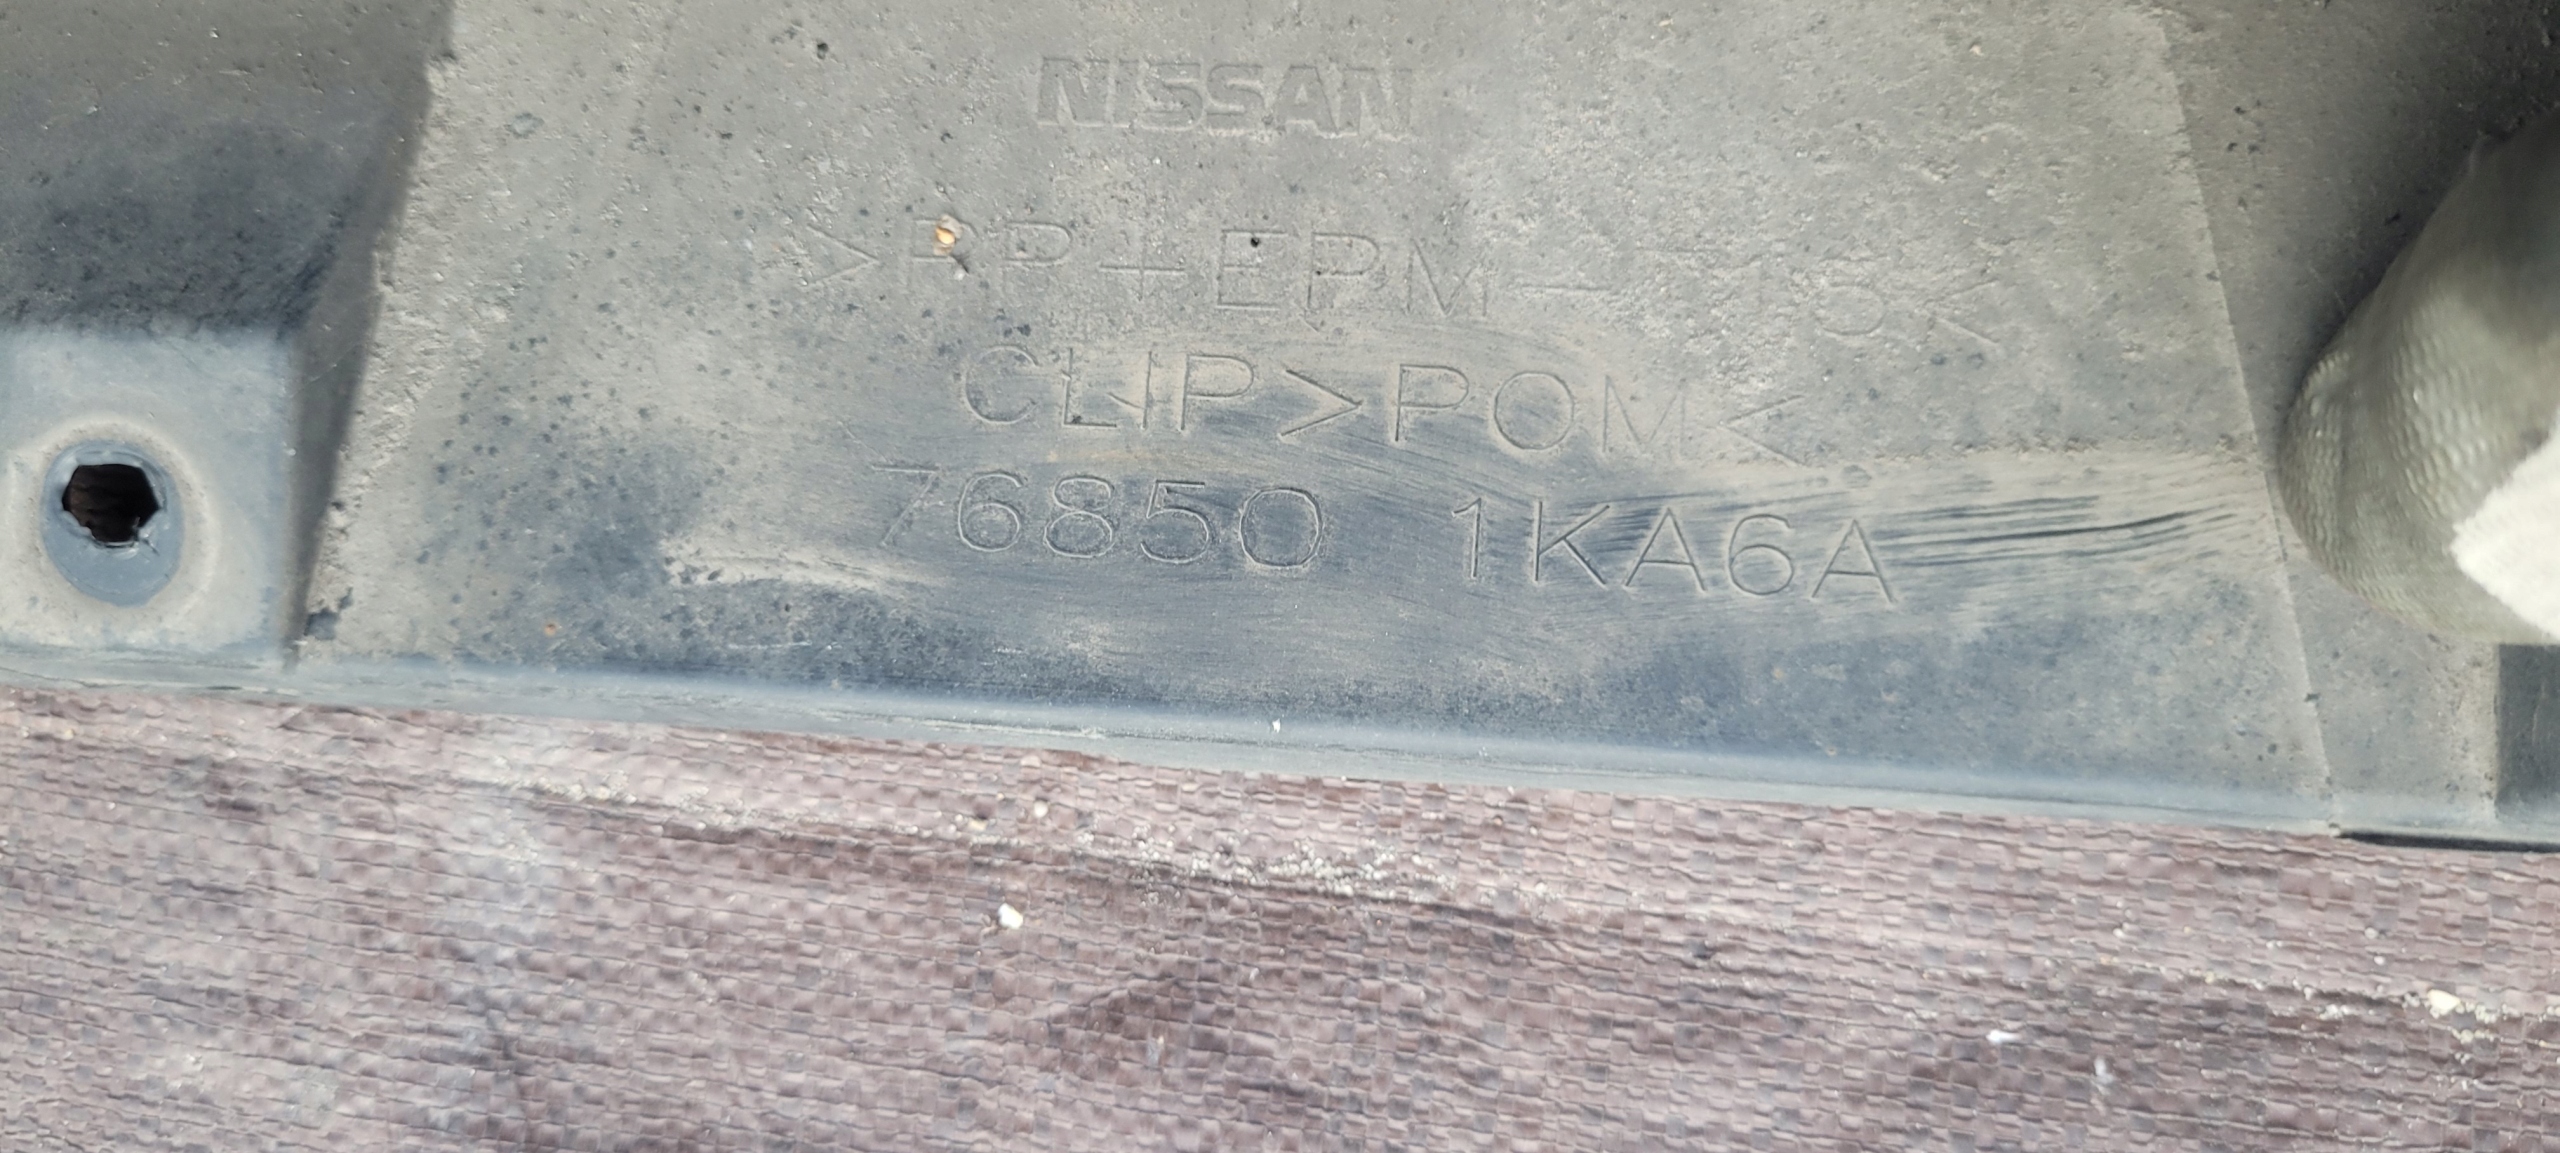 NISSAN
>PP+EPM-T15<
CLIP>POM<
76850 1KA6A